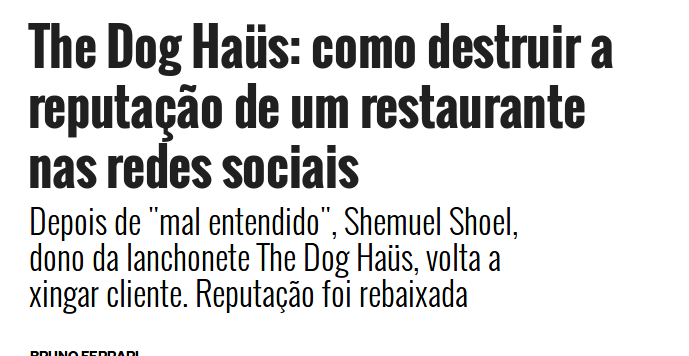 The Dog Haüs: como destruir a
reputação de um restaurante
nas redes sociais
Depois de "mal entendido", Shemuel Shoel,
dono da lanchonete The Dog Haüs, volta a
xingar cliente. Reputação foi rebaixada
BRUNO FERRARI